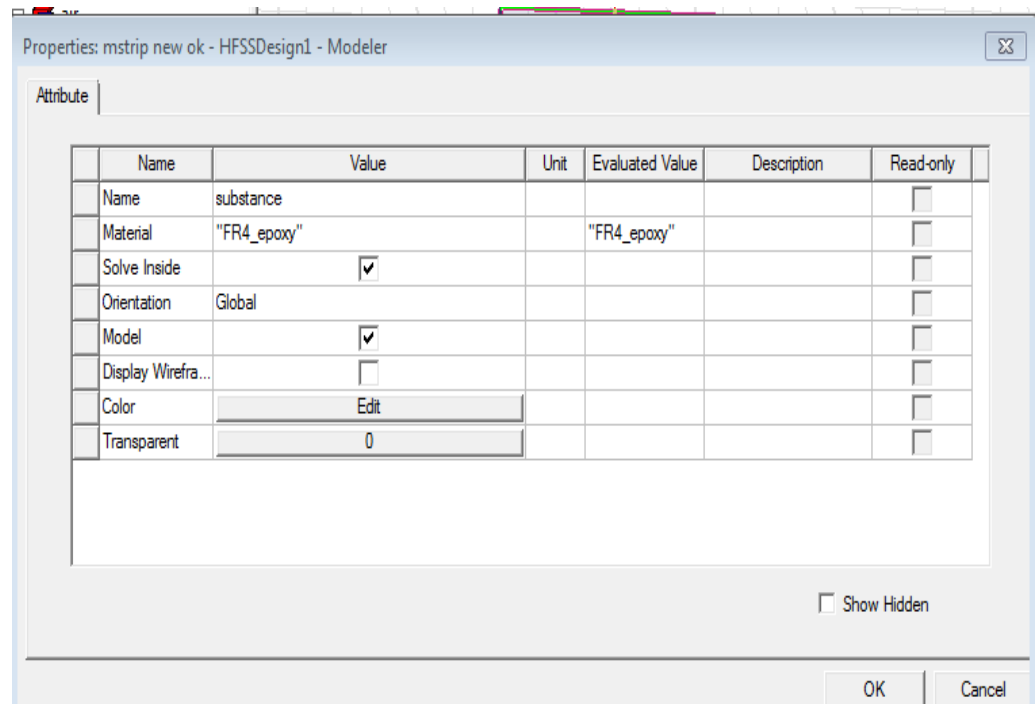 air
Properties: mstrip new ok - HFSSDesign1 - Modeler
Attribute
Name Value Unit Evaluated Value Description Read-only
Name substance
Material "FR4_epoxy" "FR4_epoxy"
Solve Inside
Orientation Global
Model
Display Wirefra...
Color Edit
Transparent 0
Show Hidden
OK Cancel